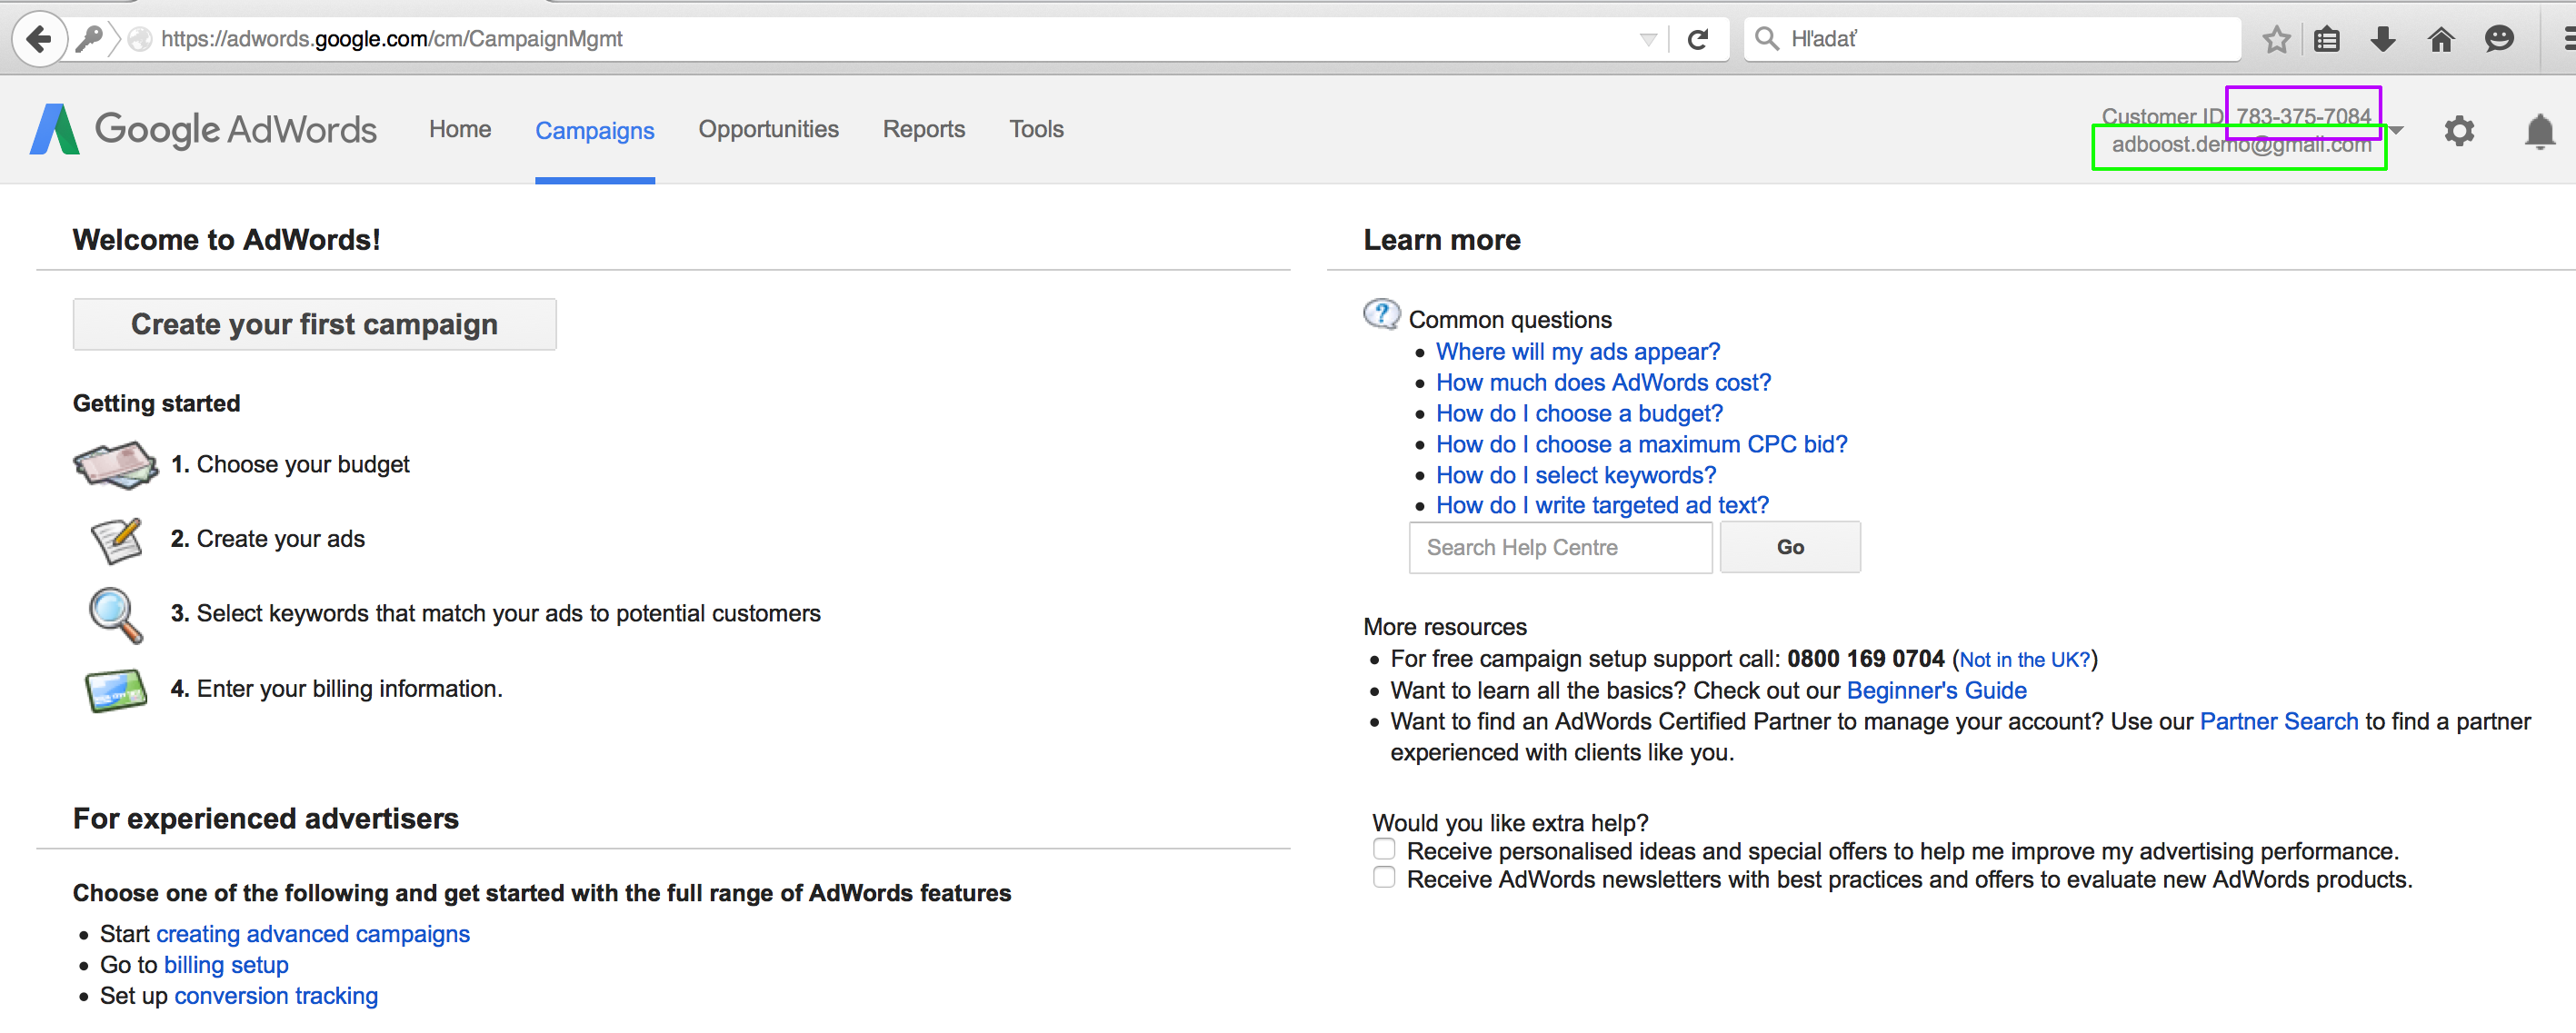 https://adwords.google.com/cm/CampaignMgmt
Hľadať
Google AdWords
Home
Campaigns
Opportunities
Reports
Tools
Customer ID 783-375-7084
adboost.demo@gmail.com
Welcome to AdWords!
Create your first campaign
Getting started
1. Choose your budget
2. Create your ads
3. Select keywords that match your ads to potential customers
4. Enter your billing information.
For experienced advertisers
Choose one of the following and get started with the full range of AdWords features
• Start creating advanced campaigns
• Go to billing setup
• Set up conversion tracking
Learn more
Common questions
• Where will my ads appear?
• How much does AdWords cost?
• How do I choose a budget?
• How do I choose a maximum CPC bid?
• How do I select keywords?
• How do I write targeted ad text?
Search Help Centre
Go
More resources
• For free campaign setup support call: 0800 169 0704 (Not in the UK?)
• Want to learn all the basics? Check out our Beginner's Guide
• Want to find an AdWords Certified Partner to manage your account? Use our Partner Search to find a partner
experienced with clients like you.
Would you like extra help?
Receive personalised ideas and special offers to help me improve my advertising performance.
Receive AdWords newsletters with best practices and offers to evaluate new AdWords products.